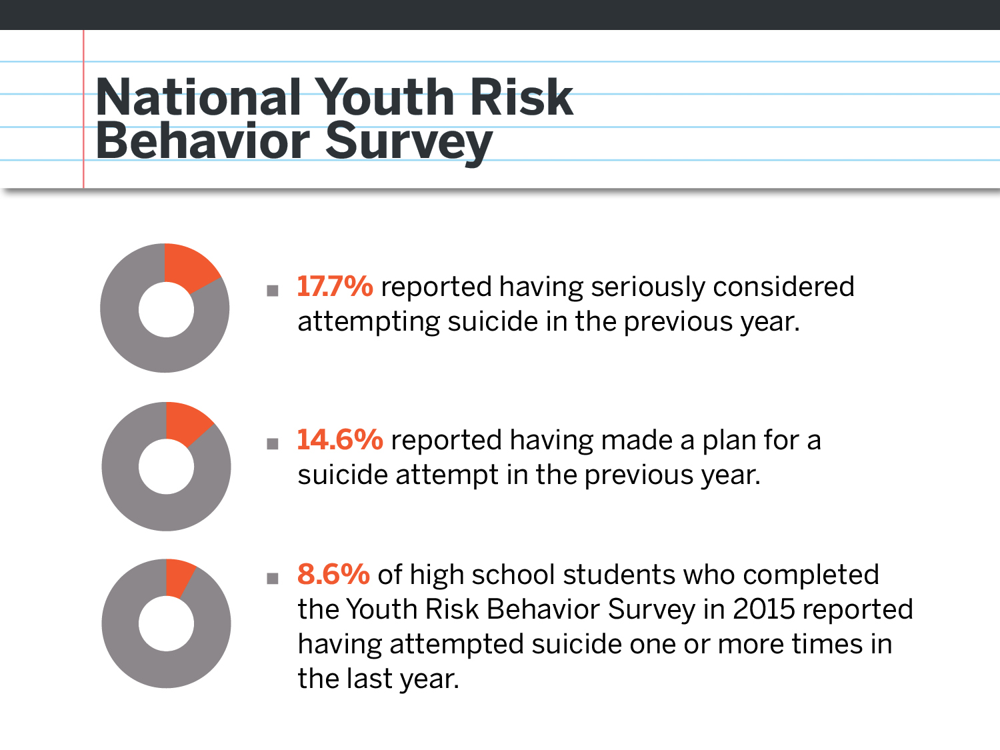 National Youth Risk
Behavior Survey
17.7% reported having seriously considered
attempting suicide in the previous year.
14.6% reported having made a plan for a
suicide attempt in the previous year.
8.6% of high school students who completed
the Youth Risk Behavior Survey in 2015 reported
having attempted suicide one or more times in
the last year.